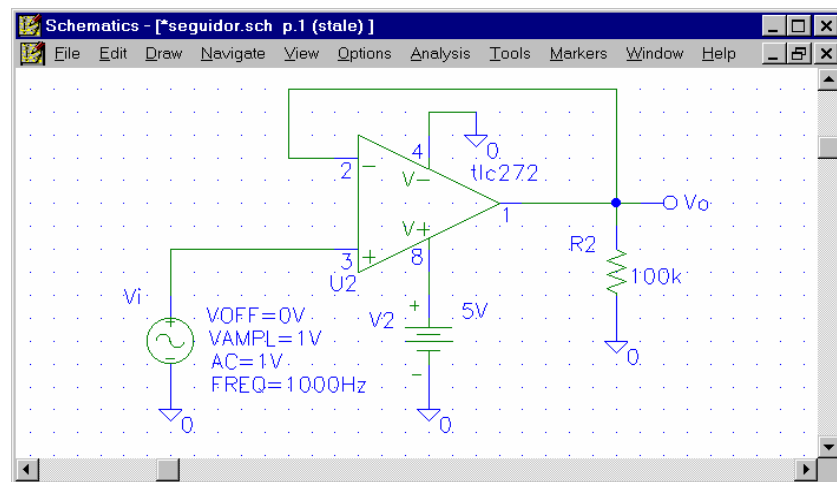 Schematics - [*seguidor.sch p.1 (stale) ]
File Edit Draw Navigate View Options Analysis Tools Markers Window Help
4
0
2
-
V-
tlc272
1
Vo
V+
R2
3
+
8
100k
U2
Vi
+
5V
VOFF=0V
V2
+
VAMPL=1V
-
AC=1V
0
-
FREQ=1000Hz
0
0